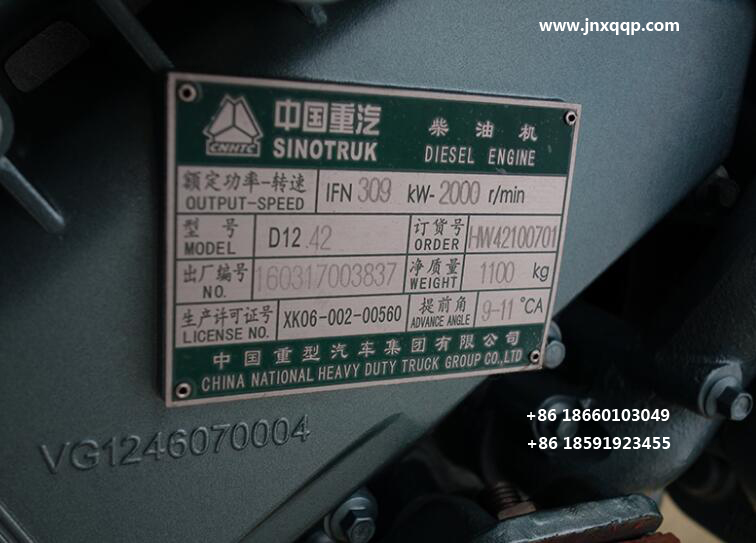 www.jnxqqp.com
CNHTC
中国重汽
SINOTRUK
柴油机
DIESEL ENGINE
额定功率-转速
OUTPUT-SPEED
IFN 309 kW-2000 r/min
型号
MODEL
D12.42
订货号
ORDER
HW42100701
出厂编号
NO.
160317003837
净质量
WEIGHT
1100 kg
生产许可证号
LICENSE NO.
XK06-002-00560
提前角
ADVANCE ANGLE
9-11 °CA
中国重型汽车集团有限公司
CHINA NATIONAL HEAVY DUTY TRUCK GROUP CO.,LTD
VG1246070004
+86 18660103049
+86 18591923455